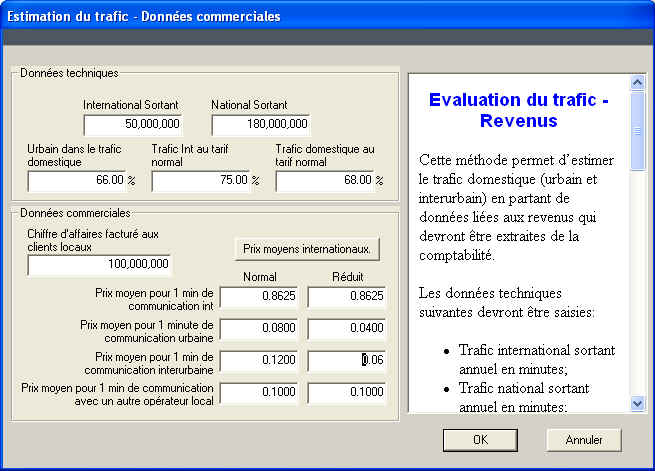 Estimation du trafic - Données commerciales
Données techniques
International Sortant
National Sortant
50,000,000
180,000,000
Urbain dans le trafic
domestique
Trafic Int au tarif
normal
Trafic domestique au
tarif normal
66.00 %
75.00 %
68.00 %
Données commerciales
Chiffre d'affaires facturé aux
clients locaux
100,000,000
Prix moyens internationaux.
Normal
Réduit
Prix moyen pour 1 min de
communication int
0.8625
0.8625
Prix moyen pour 1 minute de
communication urbaine
0.0800
0.0400
Prix moyen pour 1 min de
communication interurbaine
0.1200
0.06
Prix moyen pour 1 min de communication
avec un autre opérateur local
0.1000
0.1000
Evaluation du trafic -
Revenus
Cette méthode permet d'estimer
le trafic domestique (urbain et
interurbain) en partant de
données liées aux revenus qui
devront être extraites de la
comptabilité.
Les données techniques
suivantes devront être saisies:
• Trafic international sortant
annuel en minutes;
• Trafic national sortant
annuel en minutes;
OK
Annuler